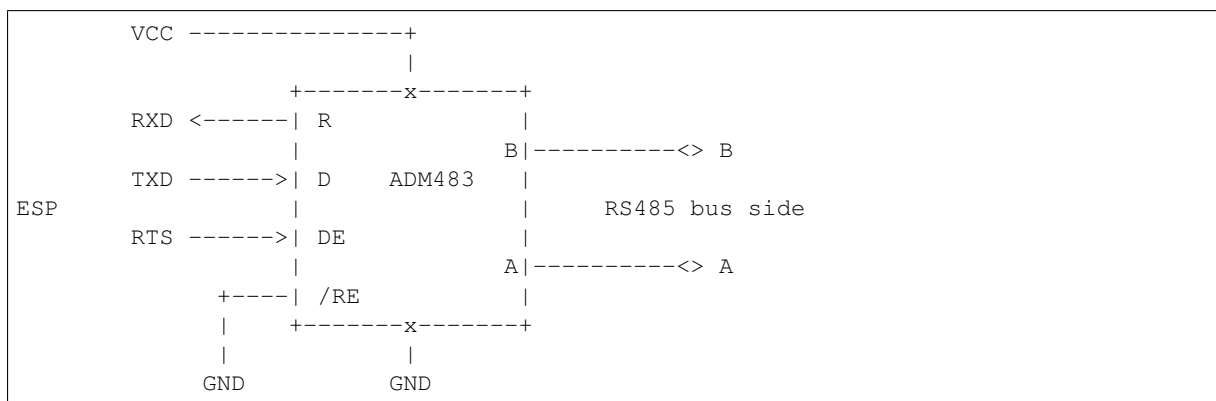 VCC ---------------+
|
+-------x-------+
RXD <------| R |
| B|----------<> B
TXD ------>| D ADM483 |
ESP | | RS485 bus side
RTS ------>| DE |
| A|----------<> A
+----| /RE |
| +-------x-------+
| |
GND GND